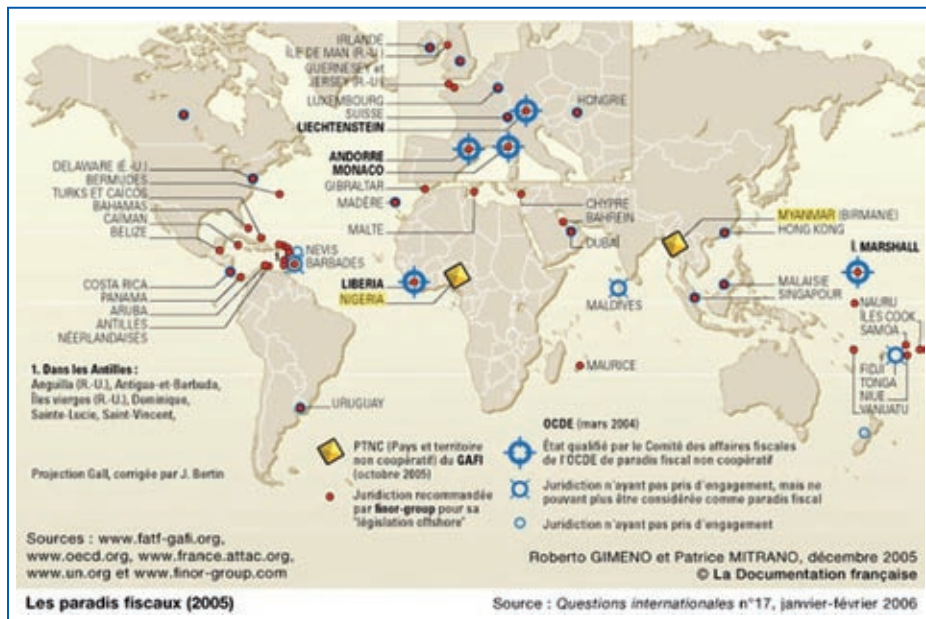 IRLANDE
ÎLE DE MAN (R.-U.)
GUERNESEY et
JERSEY (R.-U.)
LUXEMBOURG
SUISSE
LIECHTENSTEIN
HONGRIE
ANDORRE
MONACO
GIBRALTAR
MADÈRE
MALTE
CHYPRE
BAHREIN
DUBAÏ
DELAWARE (É.-U.)
BERMUDES
TURKS ET CAÏCOS
BAHAMAS
CAÏMAN
BELIZE
1
NEVIS
BARBADES
COSTA RICA
PANAMA
ARUBA
ANTILLES
NÉERLANDAISES
LIBERIA
NIGERIA
MALDIVES
MYANMAR (BIRMANIE)
HONG KONG
Î. MARSHALL
MALAISIE
SINGAPOUR
NAURU
ÎLES COOK
SAMOA
MAURICE
FIDJI
TONGA
NIUE
VANUATU
URUGUAY
1. Dans les Antilles :
Anguilla (R.-U.), Antigua-et-Barbuda,
Îles vierges (R.-U.), Dominique,
Sainte-Lucie, Saint-Vincent,
Projection Gall, corrigée par J. Bertin
PTNC (Pays et territoire
non coopératif) du GAFI
(octobre 2005)
Juridiction recommandée
par finor-group pour sa
"législation offshore"
OCDE (mars 2004)
État qualifié par le Comité des affaires fiscales
de l'OCDE de paradis fiscal non coopératif
Juridiction n'ayant pas pris d'engagement, mais ne
pouvant plus être considérée comme paradis fiscal
Juridiction n'ayant pas pris d'engagement
Sources : www.fatf-gafi.org,
www.oecd.org, www.france.attac.org,
www.un.org et www.finor-group.com
Roberto GIMENO et Patrice MITRANO, décembre 2005
© La Documentation française
Les paradis fiscaux (2005)
Source : Questions internationales n°17, janvier-février 2006